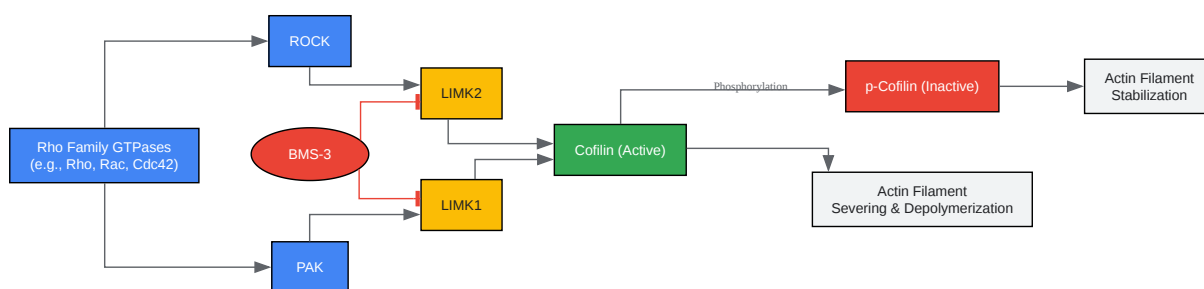 ROCK
LIMK2
Rho Family GTPases
(e.g., Rho, Rac, Cdc42)
BMS-3
LIMK1
PAK
Cofilin (Active)
Phosphorylation
p-Cofilin (Inactive)
Actin Filament
Stabilization
Actin Filament
Severing & Depolymerization